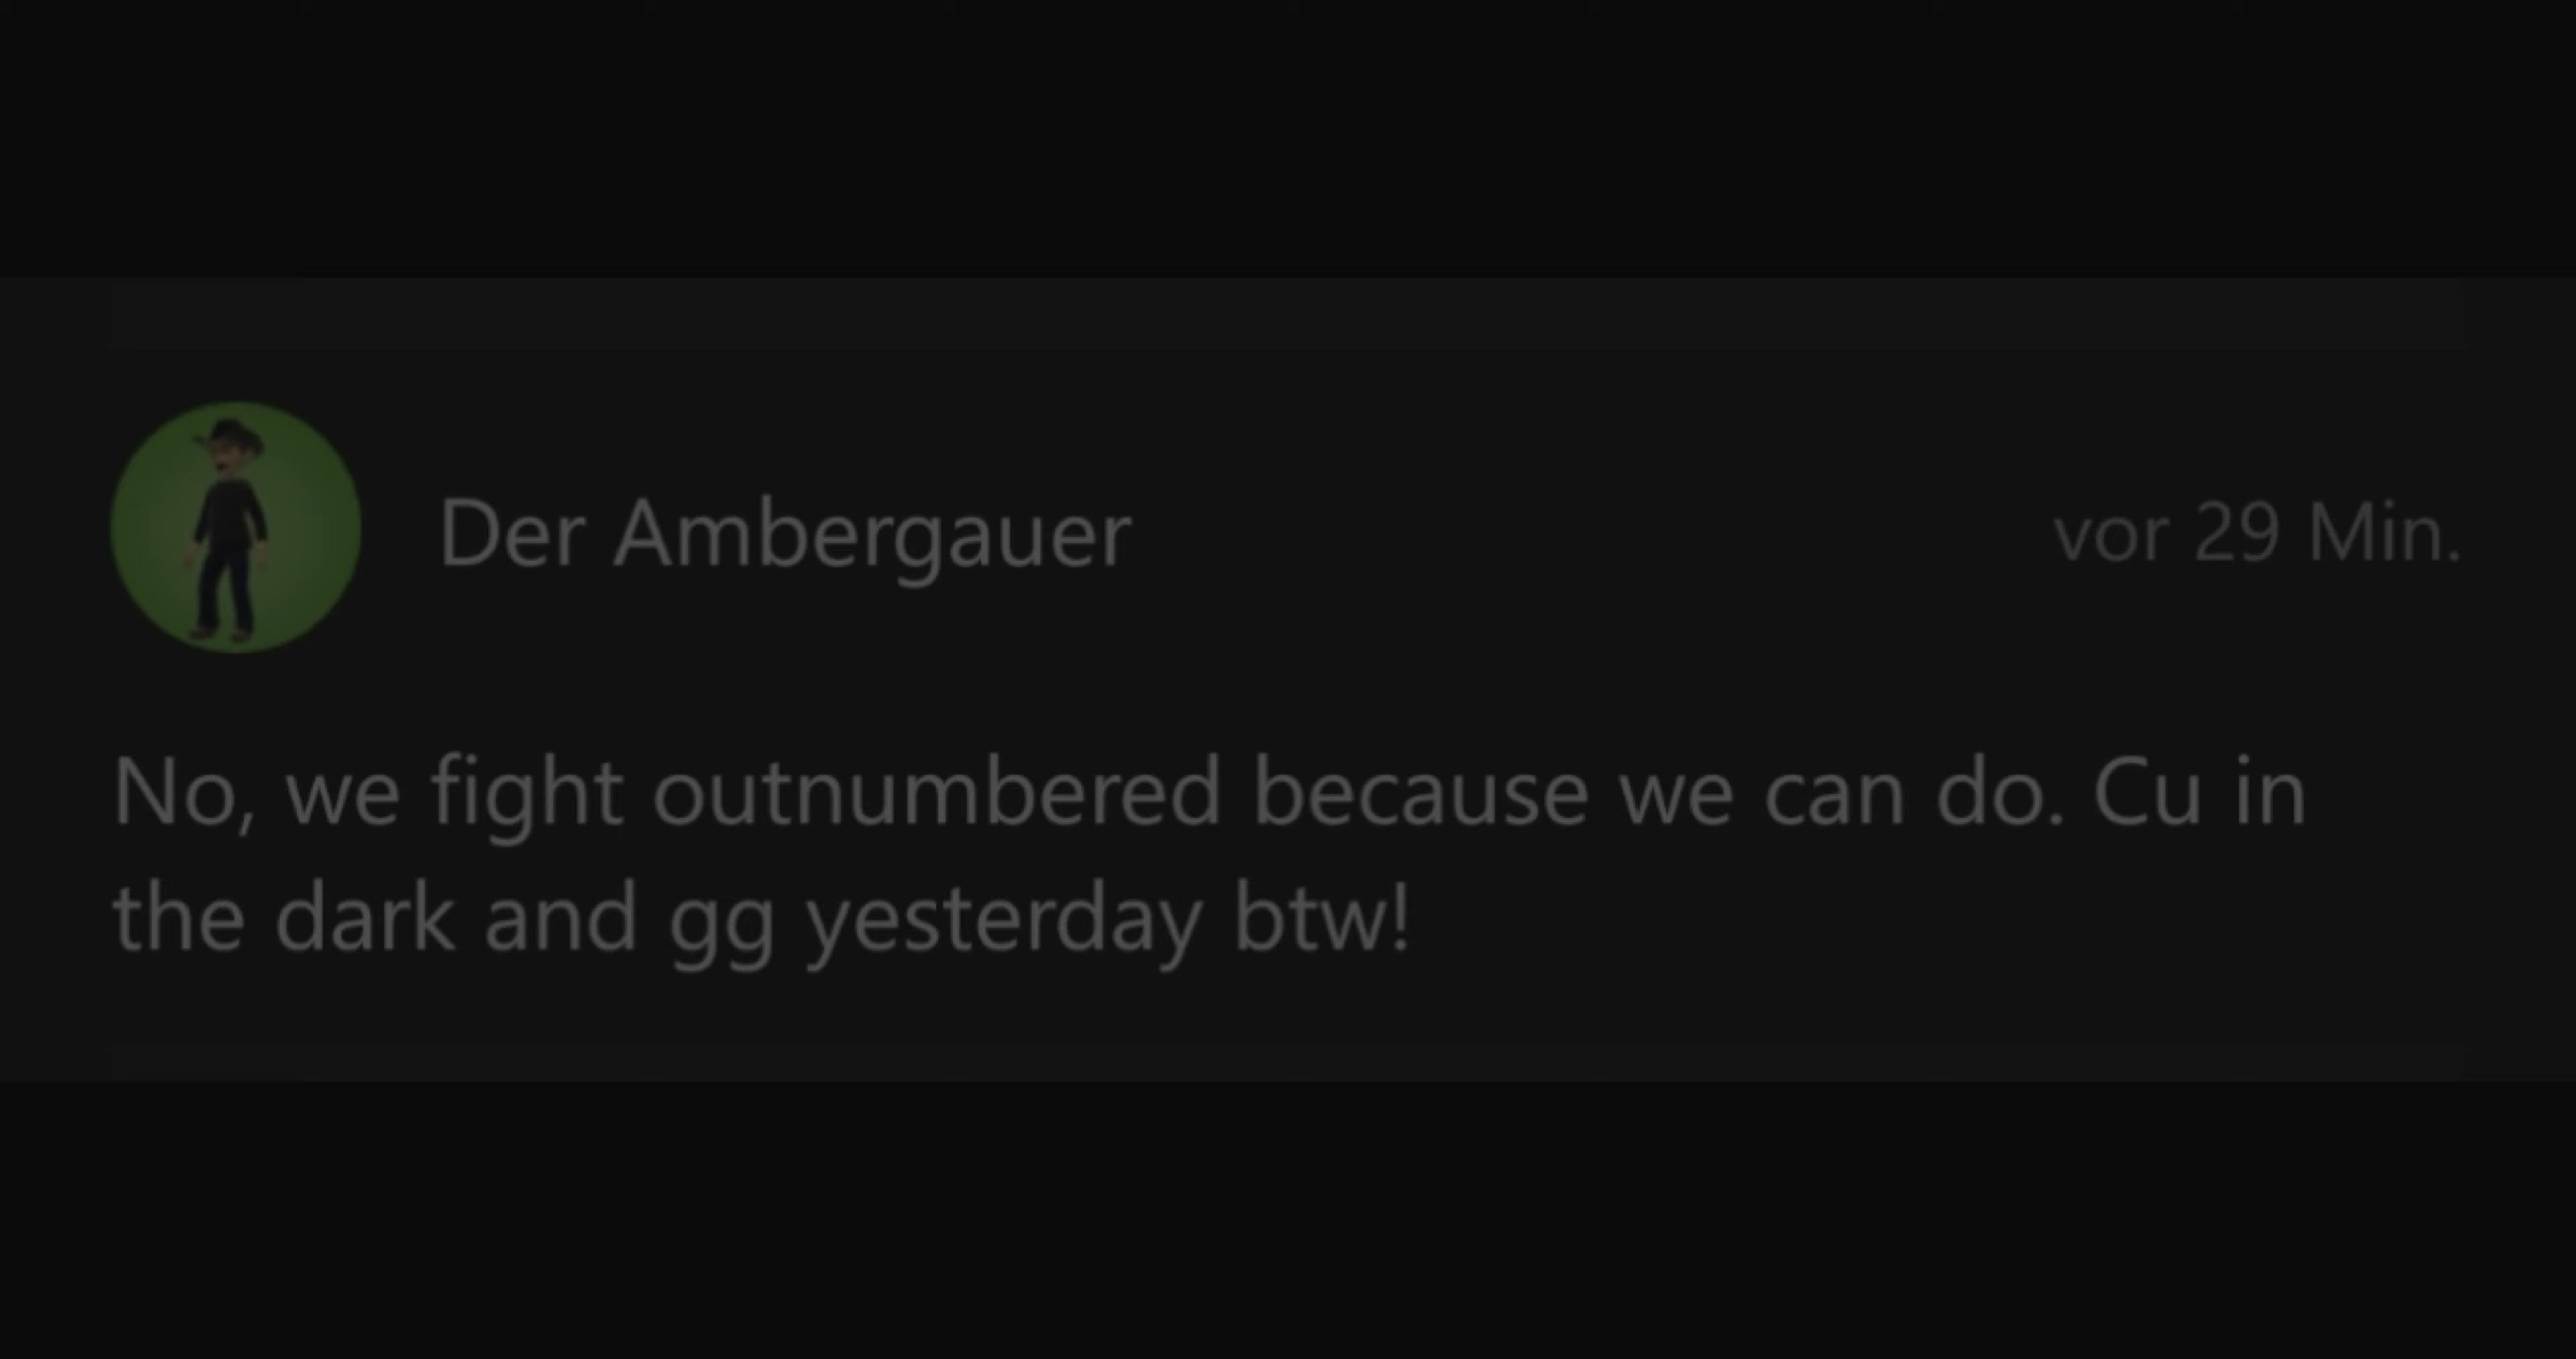 Der Ambergauer
vor 29 Min.
No, we fight outnumbered because we can do. Cu in
the dark and gg yesterday btw!